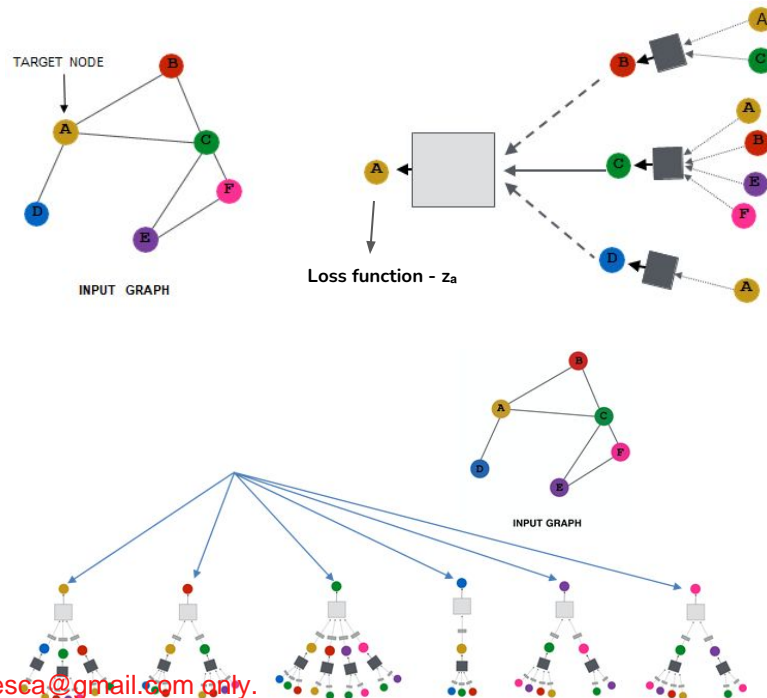 TARGET NODE
B
A
C
F
D
E
INPUT GRAPH
A
Loss function - zₐ
B
C
D
A
C
A
B
E
F
A
B
A
C
F
D
E
INPUT GRAPH
esca@gmail.com only.